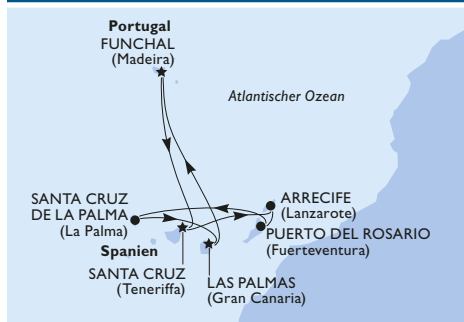 Portugal
FUNCHAL
(Madeira)
Atlantischer Ozean
SANTA CRUZ
DE LA PALMA
(La Palma)
ARRECIFE
(Lanzarote)
PUERTO DEL ROSARIO
(Fuerteventura)
Spanien
SANTA CRUZ
(Teneriffa)
LAS PALMAS
(Gran Canaria)